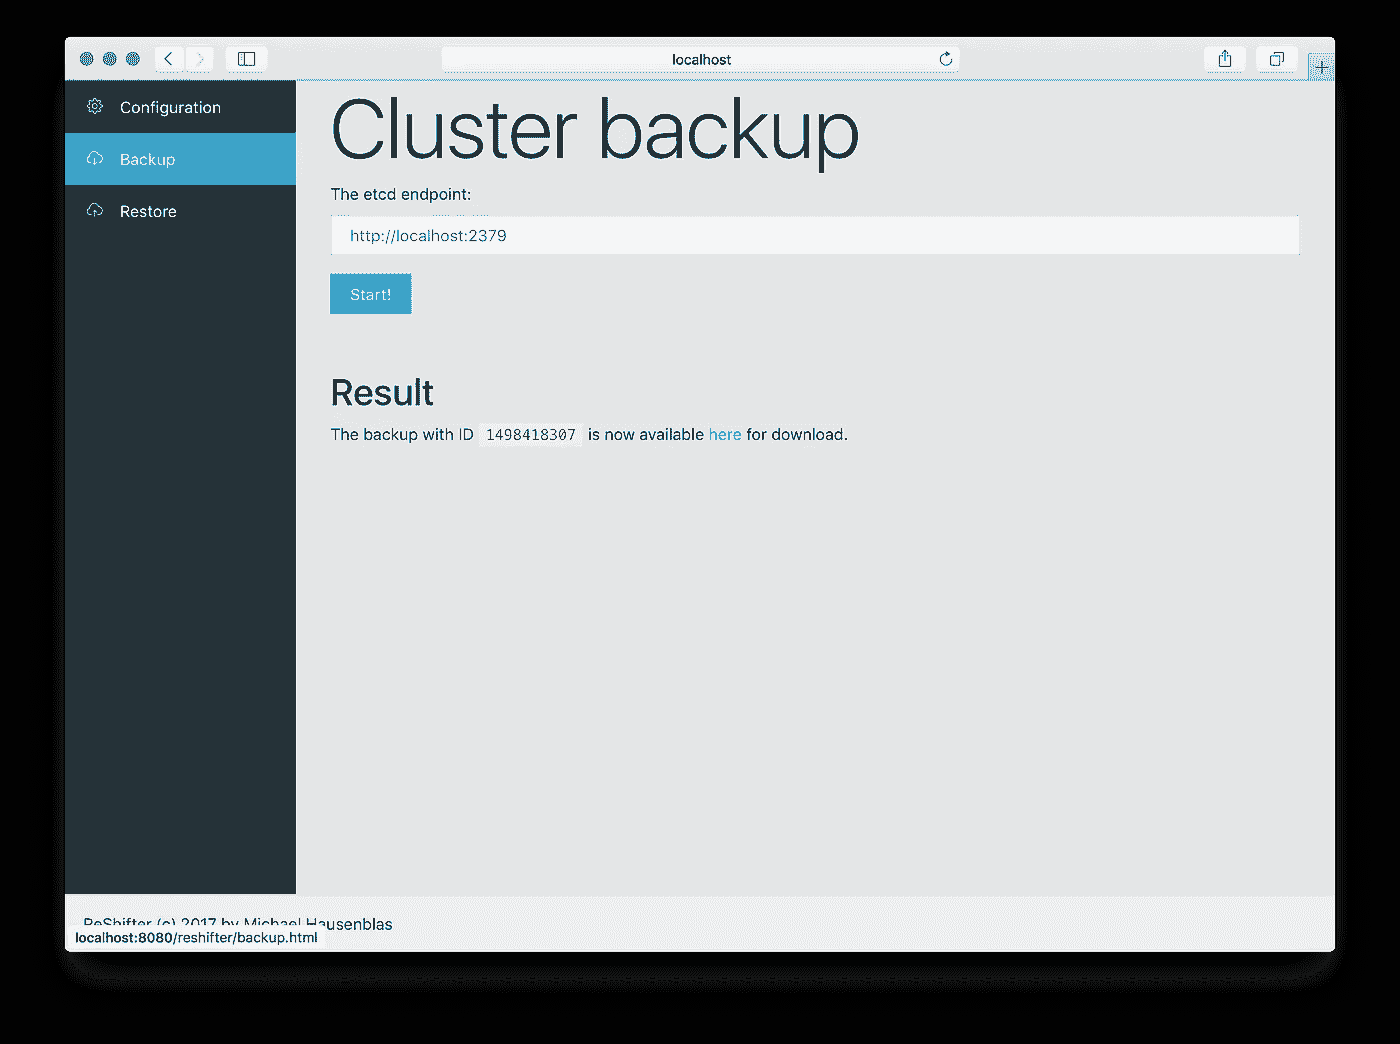 localhost
Configuration
Backup
Restore
Cluster backup
The etcd endpoint:
http://localhost:2379
Start!
Result
The backup with ID 1498418307 is now available here for download.
ReShifter (c) 2017 by Michael Hausenblas
localhost:8080/reshifter/backup.html